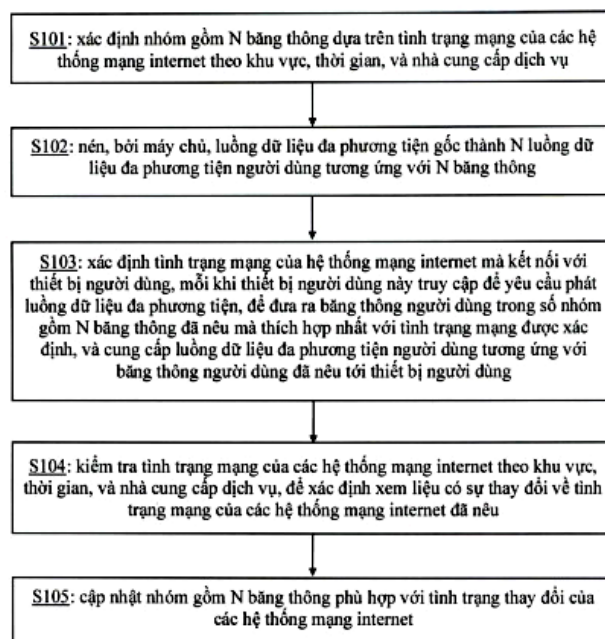 S101: xác định nhóm gồm N băng thông dựa trên tình trạng mạng của các hệ
thống mạng internet theo khu vực, thời gian, và nhà cung cấp dịch vụ
S102: nén, bởi máy chủ, luồng dữ liệu đa phương tiện gốc thành N luồng dữ
liệu đa phương tiện người dùng tương ứng với N băng thông
S103: xác định tình trạng mạng của hệ thống mạng internet mà kết nối với
thiết bị người dùng, mỗi khi thiết bị người dùng này truy cập để yêu cầu phát
luồng dữ liệu đa phương tiện, để đưa ra băng thông người dùng trong số nhóm
gồm N băng thông đã nêu mà thích hợp nhất với tình trạng mạng được xác
định, và cung cấp luồng dữ liệu đa phương tiện người dùng tương ứng với
băng thông người dùng đã nêu tới thiết bị người dùng
S104: kiểm tra tình trạng mạng của các hệ thống mạng internet theo khu vực,
thời gian, và nhà cung cấp dịch vụ, để xác định xem liệu có sự thay đổi về tình
trạng mạng của các hệ thống mạng internet đã nêu
S105: cập nhật nhóm gồm N băng thông phù hợp với tình trạng thay đổi của
các hệ thống mạng internet